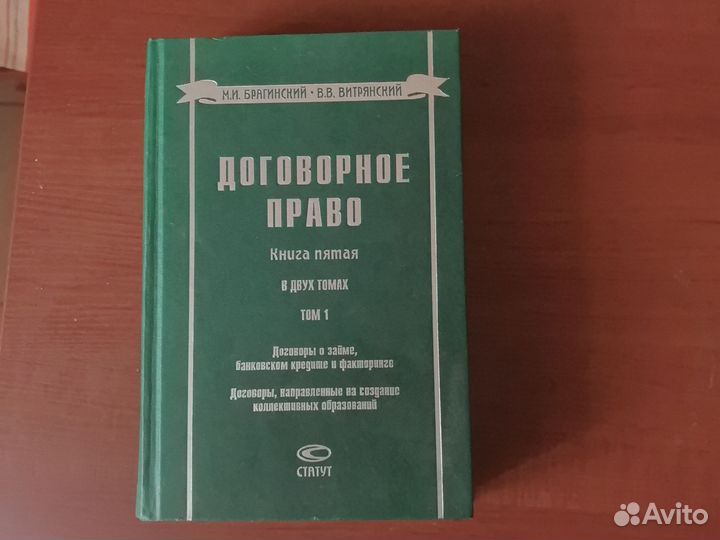 М.И. БРАГИНСКИЙ · В.В. ВИТРЯНСКИЙ
ДОГОВОРНОЕ
ПРАВО
Книга пятая
В ДВУХ ТОМАХ
ТОМ 1
Договоры о займе,
банковском кредите и факторинге
Договоры, направленные на создание
коллективных образований
СТАТУТ
Avito